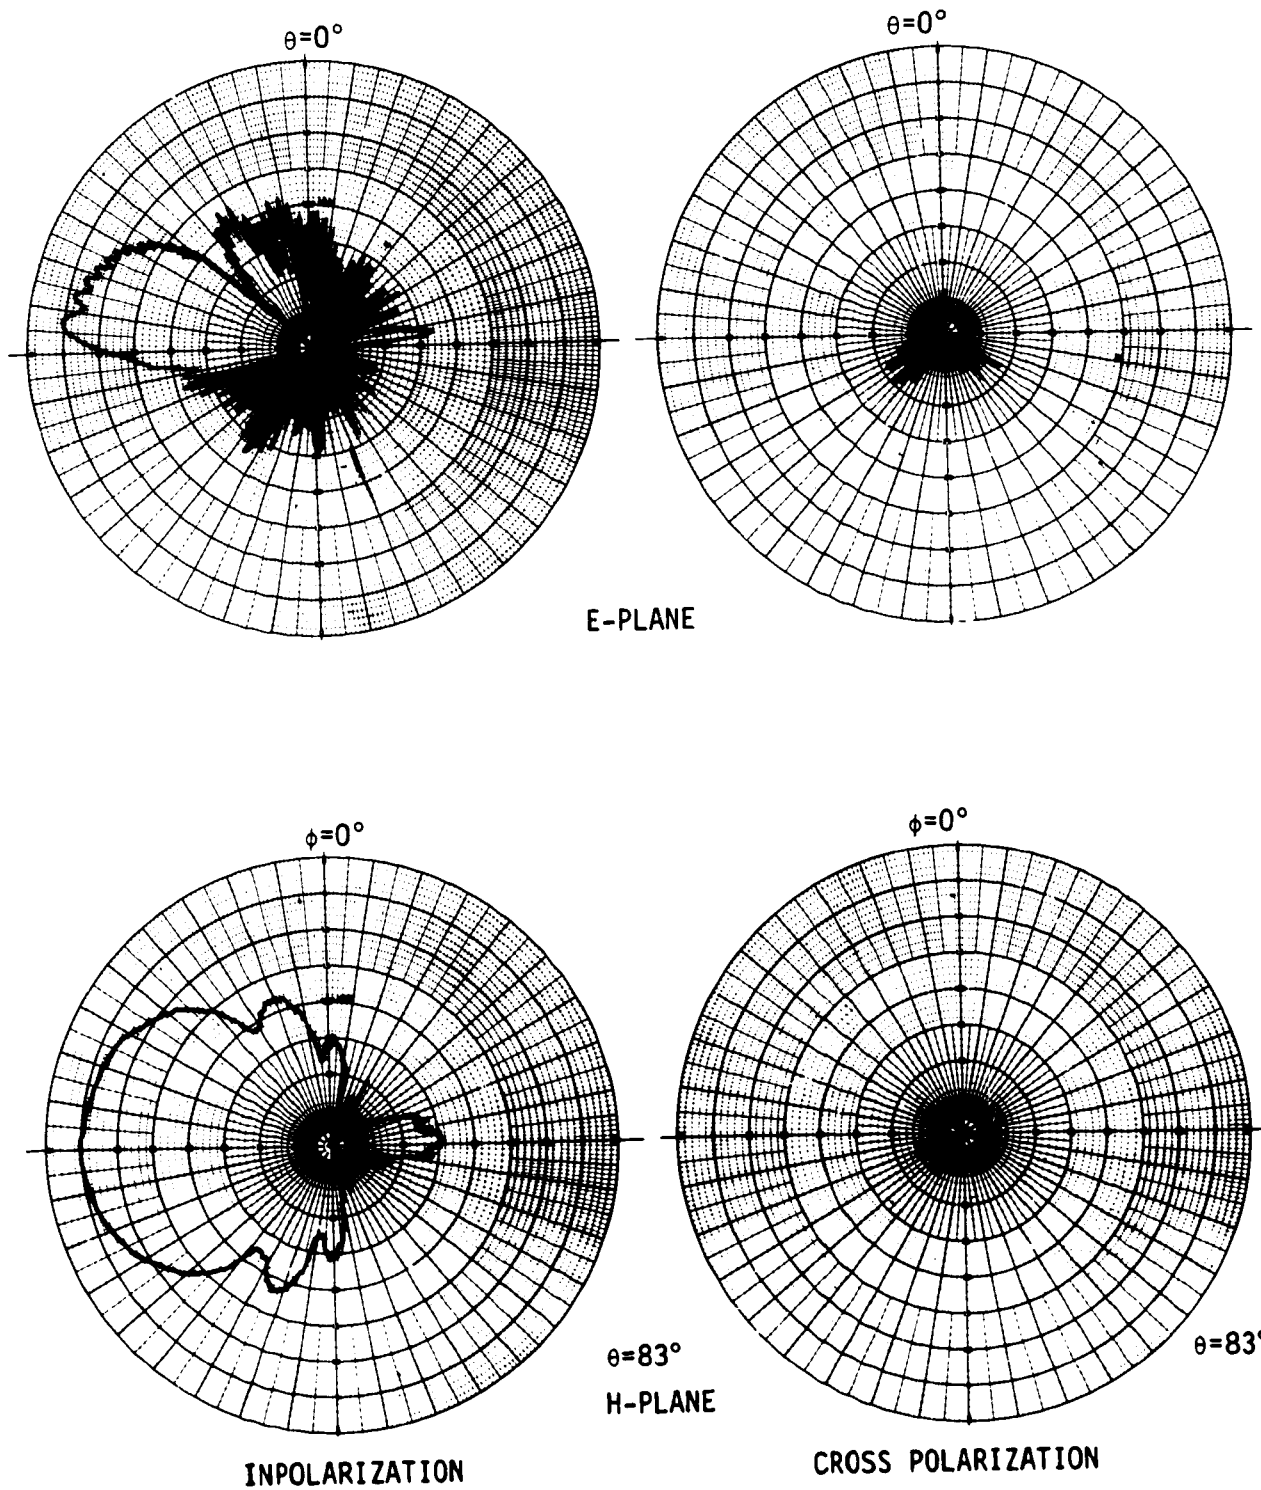 θ=0°
θ=0°
E-PLANE
ϕ=0°
ϕ=0°
θ=83°
θ=83°
H-PLANE
INPOLARIZATION
CROSS POLARIZATION